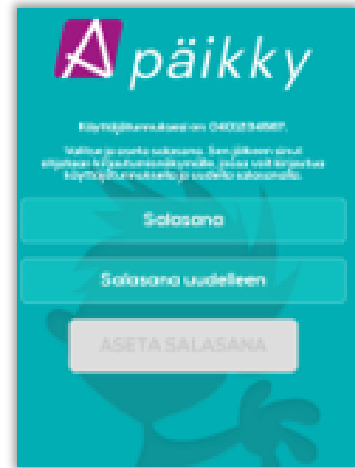 päikky
Käyttäjätunnuksesi on:
Valitse ja aseta salasana. Sen jälkeen sinut
ohjataan kirjautumisnäkymälle, jossa voit kirjautua
käyttäjätunnuksella ja uudella salasanalla.
Salasana
Salasana uudelleen
ASETA SALASANA